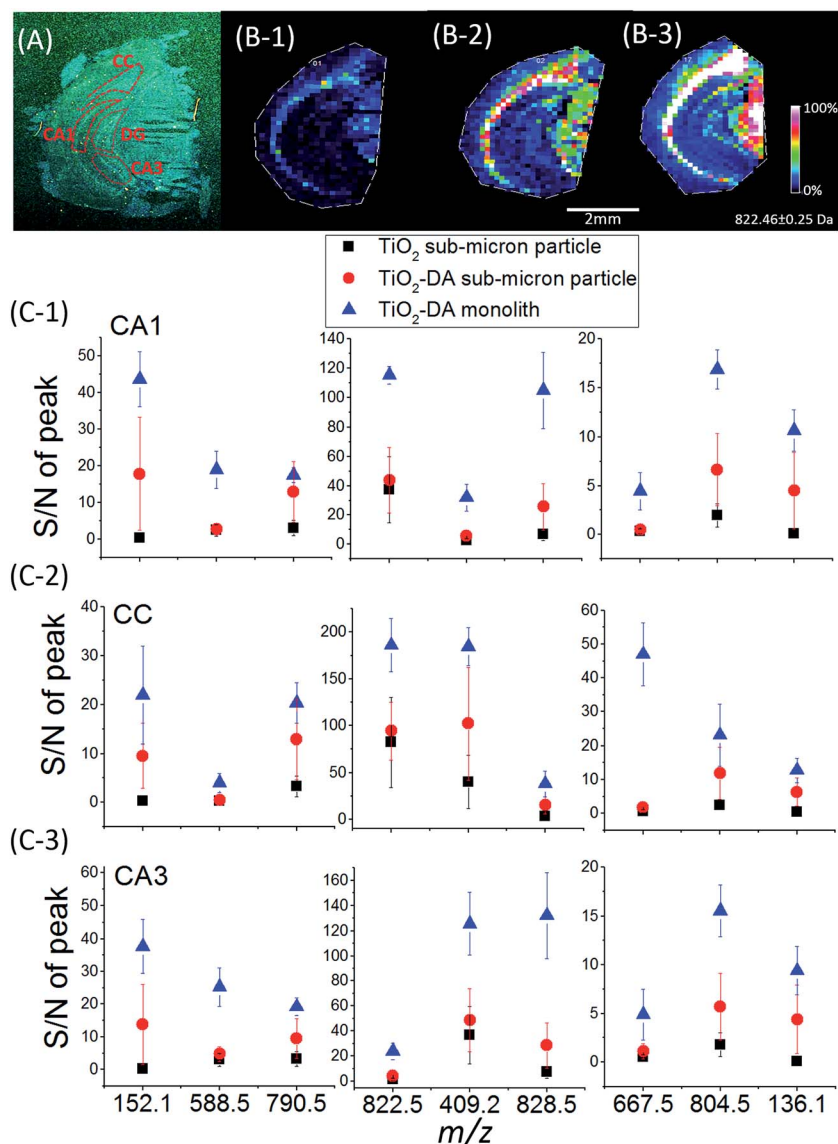 (A)
CC
CA1
DG
CA3
(B-1)
01
(B-2)
02
(B-3)
17
100%
0%
2mm
822.46±0.25 Da
TiO2 sub-micron particle
TiO2-DA sub-micron particle
TiO2-DA monolith
(C-1)
CA1
S/N of peak
50
40
30
20
10
0
140
120
100
80
60
40
20
0
20
15
10
5
0
(C-2)
CC
S/N of peak
40
30
20
10
0
200
150
100
50
0
60
50
40
30
20
10
0
(C-3)
CA3
S/N of peak
60
50
40
30
20
10
0
160
140
120
100
80
60
40
20
0
20
15
10
5
0
152.1 588.5 790.5 822.5 409.2 828.5 667.5 804.5 136.1
m/z